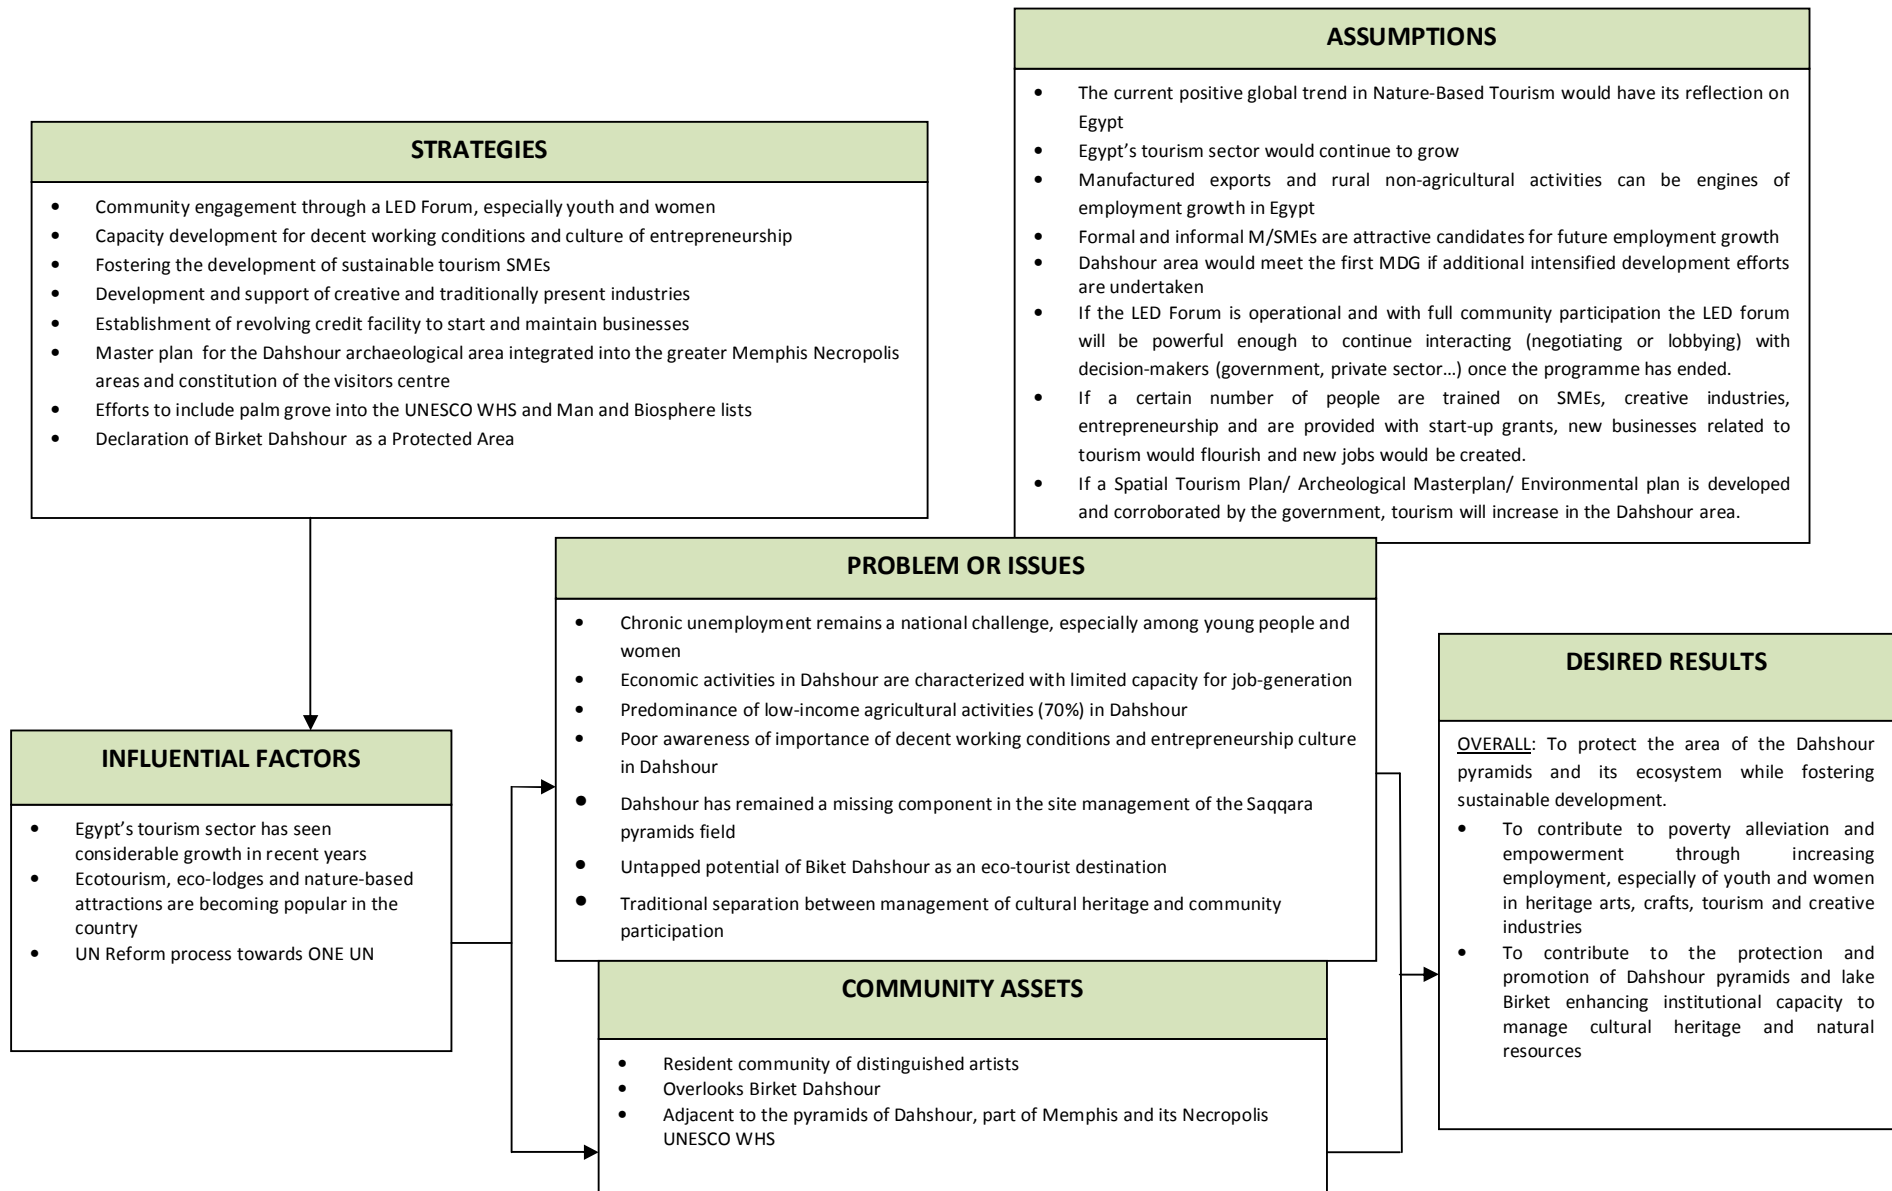 ASSUMPTIONS
• The current positive global trend in Nature-Based Tourism would have its reflection on
Egypt
• Egypt’s tourism sector would continue to grow
• Manufactured exports and rural non-agricultural activities can be engines of
employment growth in Egypt
• Formal and informal M/SMEs are attractive candidates for future employment growth
• Dahshour area would meet the first MDG if additional intensified development efforts
are undertaken
• If the LED Forum is operational and with full community participation the LED forum
will be powerful enough to continue interacting (negotiating or lobbying) with
decision-makers (government, private sector…) once the programme has ended.
• If a certain number of people are trained on SMEs, creative industries,
entrepreneurship and are provided with start-up grants, new businesses related to
tourism would flourish and new jobs would be created.
• If a Spatial Tourism Plan/ Archeological Masterplan/ Environmental plan is developed
and corroborated by the government, tourism will increase in the Dahshour area.
STRATEGIES
• Community engagement through a LED Forum, especially youth and women
• Capacity development for decent working conditions and culture of entrepreneurship
• Fostering the development of sustainable tourism SMEs
• Development and support of creative and traditionally present industries
• Establishment of revolving credit facility to start and maintain businesses
• Master plan for the Dahshour archaeological area integrated into the greater Memphis Necropolis
areas and constitution of the visitors centre
• Efforts to include palm grove into the UNESCO WHS and Man and Biosphere lists
• Declaration of Birket Dahshour as a Protected Area
PROBLEM OR ISSUES
• Chronic unemployment remains a national challenge, especially among young people and
women
• Economic activities in Dahshour are characterized with limited capacity for job-generation
• Predominance of low-income agricultural activities (70%) in Dahshour
• Poor awareness of importance of decent working conditions and entrepreneurship culture
in Dahshour
• Dahshour has remained a missing component in the site management of the Saqqara
pyramids field
• Untapped potential of Biket Dahshour as an eco-tourist destination
• Traditional separation between management of cultural heritage and community
participation
INFLUENTIAL FACTORS
• Egypt’s tourism sector has seen
considerable growth in recent years
• Ecotourism, eco-lodges and nature-based
attractions are becoming popular in the
country
• UN Reform process towards ONE UN
COMMUNITY ASSETS
• Resident community of distinguished artists
• Overlooks Birket Dahshour
• Adjacent to the pyramids of Dahshour, part of Memphis and its Necropolis
UNESCO WHS
DESIRED RESULTS
OVERALL: To protect the area of the Dahshour
pyramids and its ecosystem while fostering
sustainable development.
• To contribute to poverty alleviation and
empowerment through increasing
employment, especially of youth and women
in heritage arts, crafts, tourism and creative
industries
• To contribute to the protection and
promotion of Dahshour pyramids and lake
Birket enhancing institutional capacity to
manage cultural heritage and natural
resources